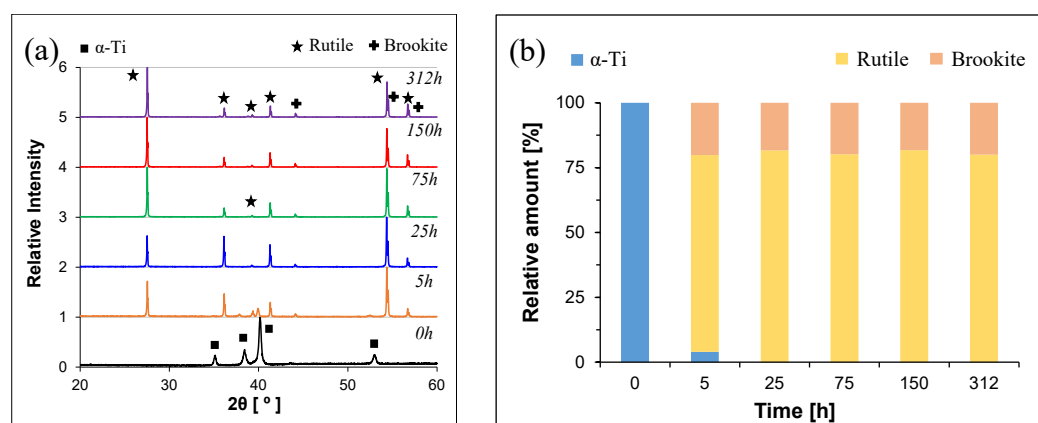 (a)
■ α-Ti
★ Rutile
✚ Brookite
Relative Intensity
6
5
4
3
2
1
0
312h
150h
75h
25h
5h
0h
20 30 40 50 60
2θ [ º ]
(b)
α-Ti
Rutile
Brookite
Relative amount [%]
100
75
50
25
0
0 5 25 75 150 312
Time [h]